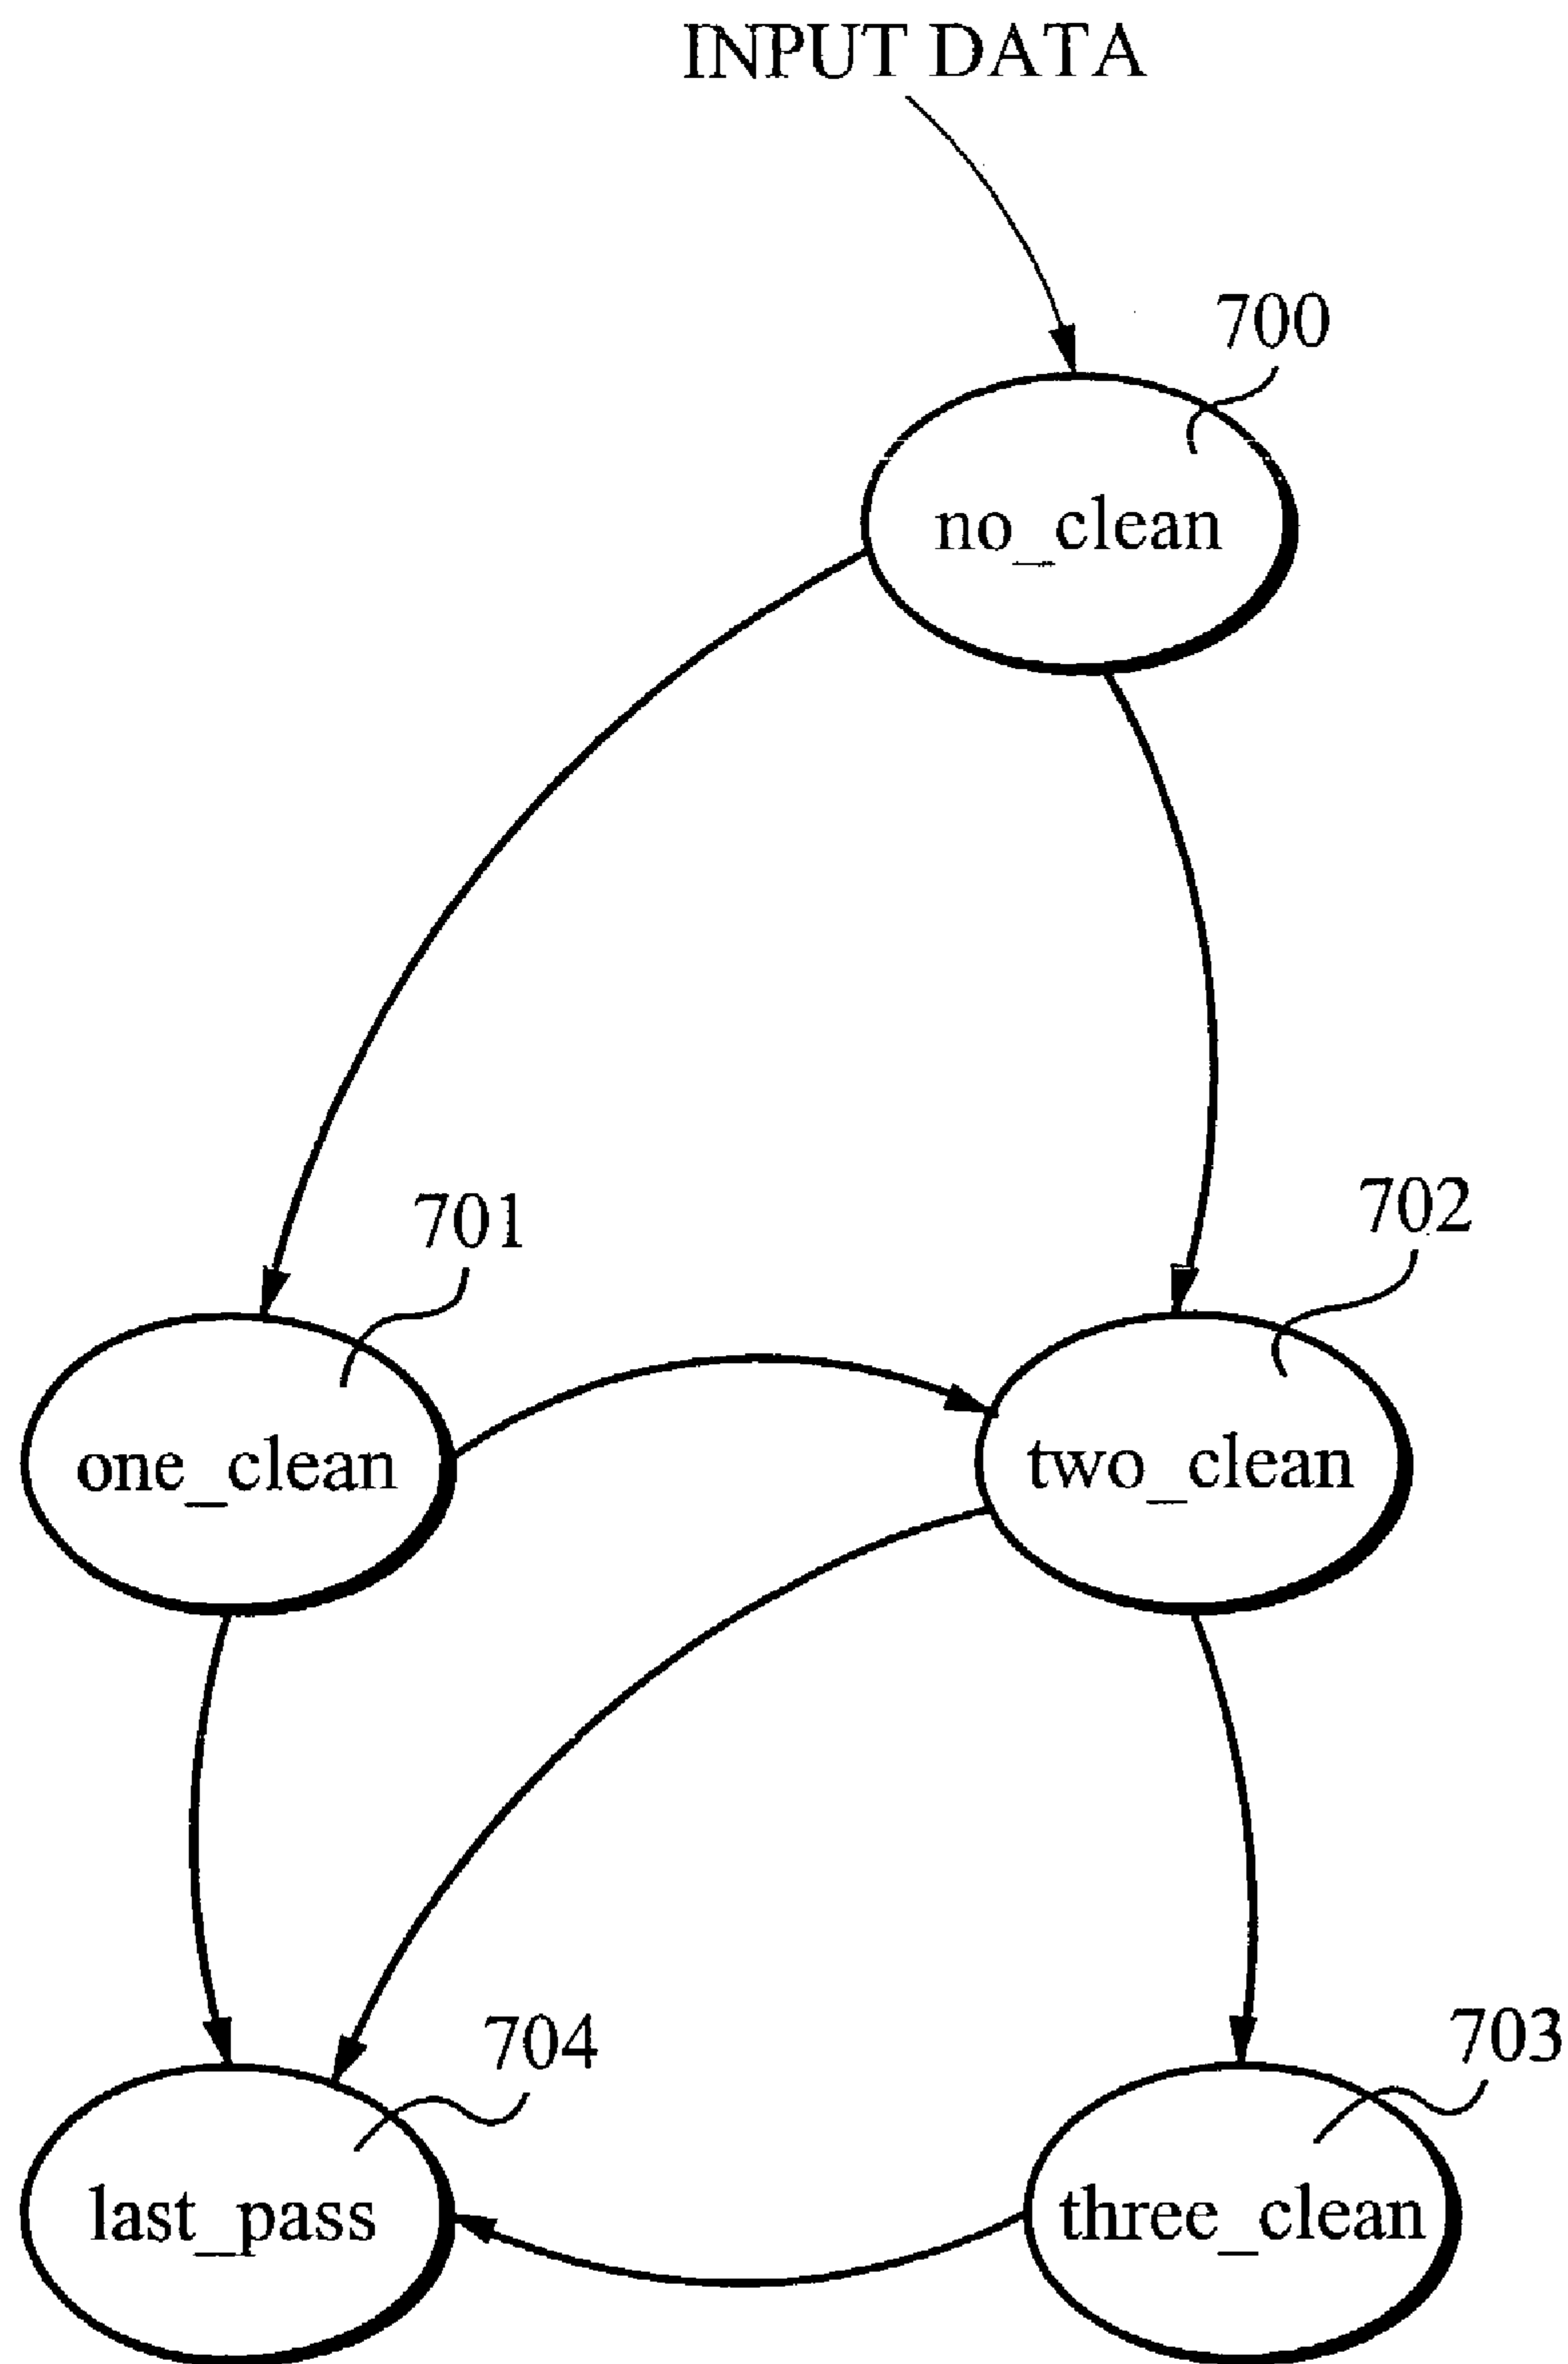 INPUT DATA
700
no_clean
701
702
one_clean
two_clean
704
703
last_pass
three_clean